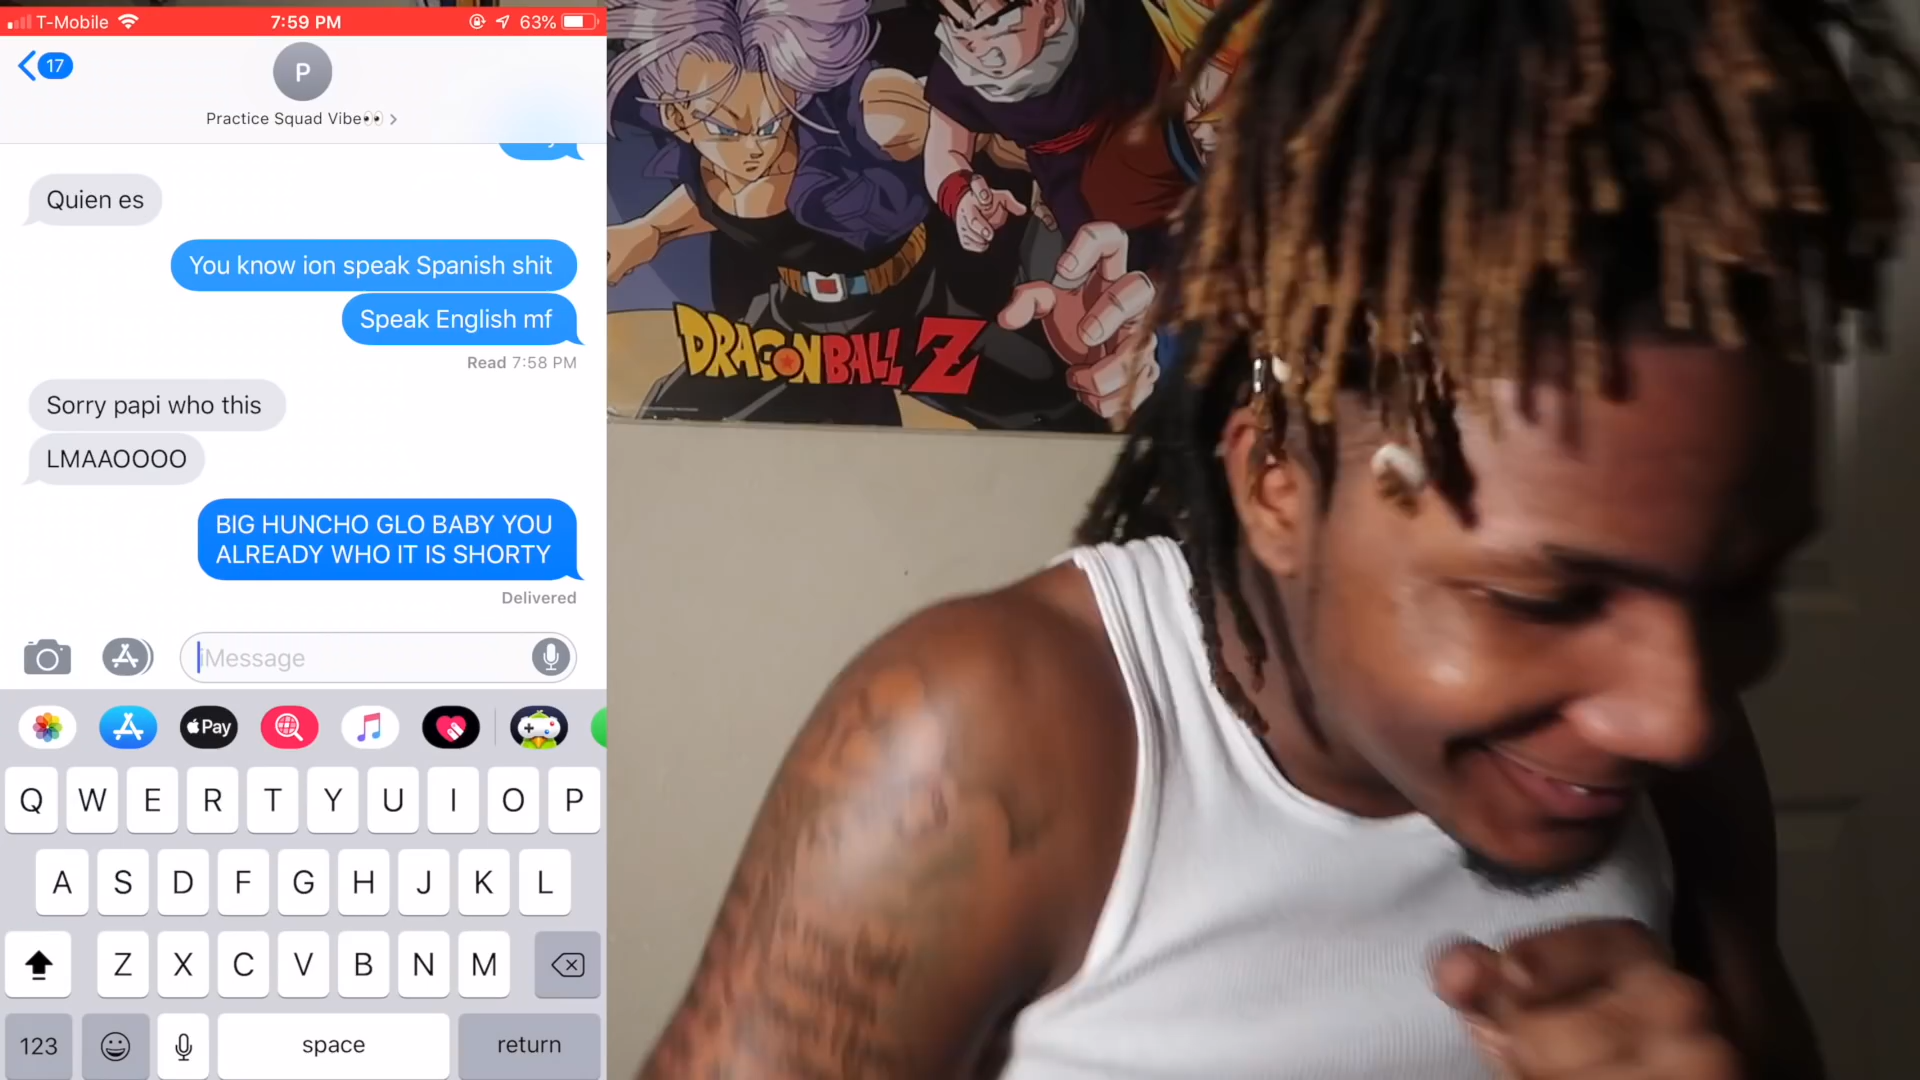 T-Mobile 7:59 PM 63%
17
P
Practice Squad Vibe👀 >
Quien es
You know ion speak Spanish shit
Speak English mf
Read 7:58 PM
Sorry papi who this
LMAAOOOO
BIG HUNCHO GLO BABY YOU
ALREADY WHO IT IS SHORTY
Delivered
iMessage
Pay
Q W E R T Y U I O P
A S D F G H J K L
Z X C V B N M
123 space return
DRAGON BALL Z